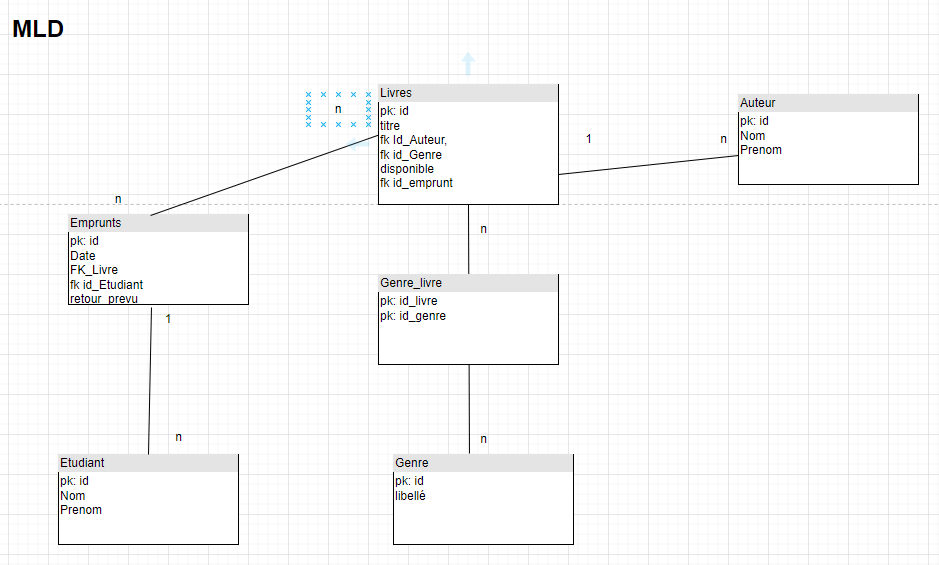 MLD
n
Livres
pk: id
titre
fk Id_Auteur,
fk id_Genre
disponible
fk id_emprunt
1
n
Auteur
pk: id
Nom
Prenom
n
Emprunts
pk: id
Date
FK_Livre
fk id_Etudiant
retour_prevu
n
Genre_livre
pk: id_livre
pk: id_genre
1
n
n
Etudiant
pk: id
Nom
Prenom
Genre
pk: id
libellé